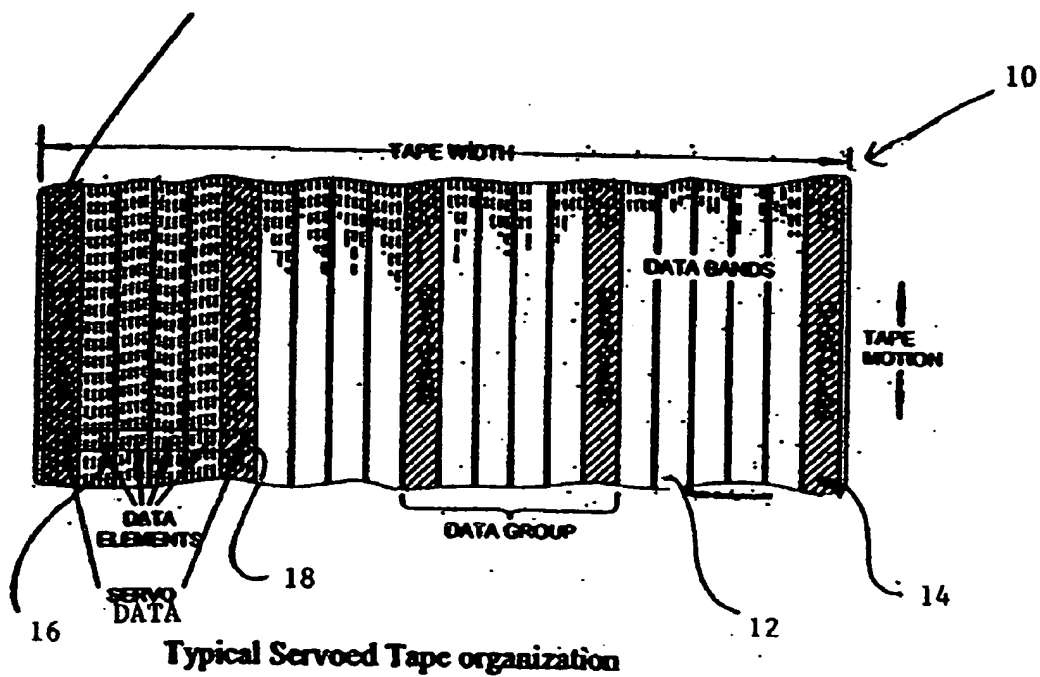 10
TAPE WIDTH
DATA BANDS
TAPE
MOTION
DATA
ELEMENTS
DATA GROUP
18
14
SERVO
DATA
16
12
Typical Servoed Tape organization